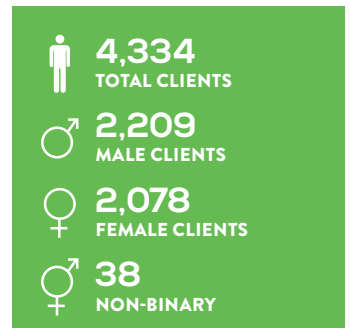 4,334
TOTAL CLIENTS
2,209
MALE CLIENTS
2,078
FEMALE CLIENTS
38
NON-BINARY